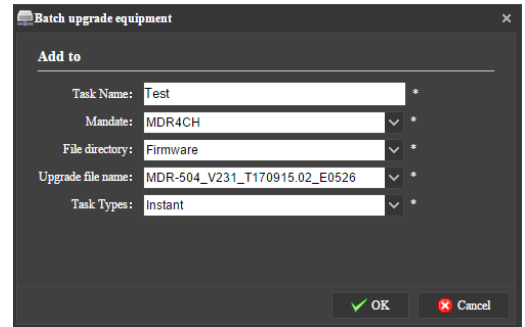 Batch upgrade equipment
Add to
Task Name: Test *
Mandate: MDR4CH *
File directory: Firmware *
Upgrade file name: MDR-504_V231_T170915.02_E0526 *
Task Types: Instant *
OK Cancel